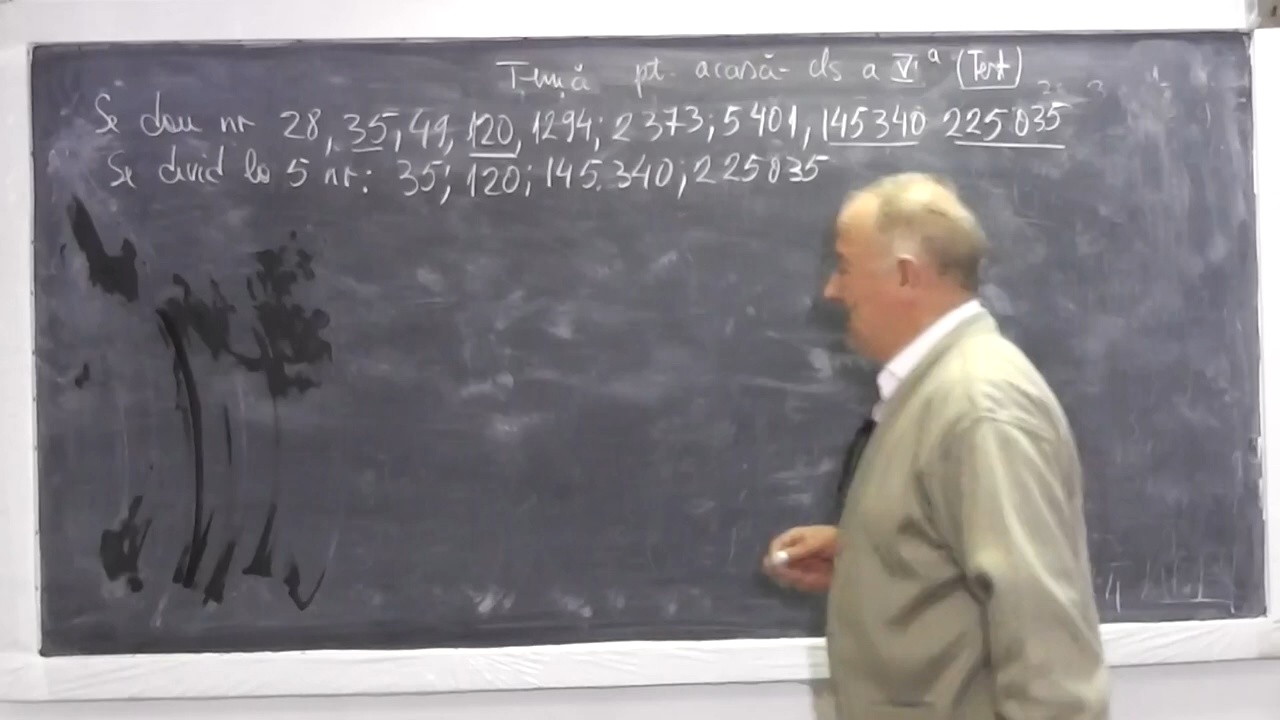 Temă pt. acasă cls a VI a (Test)
Se dau nr 28, 35, 49, 120, 1294; 2373; 5401, 145340 225035
Se divid la 5 nr: 35; 120; 145.340; 225035